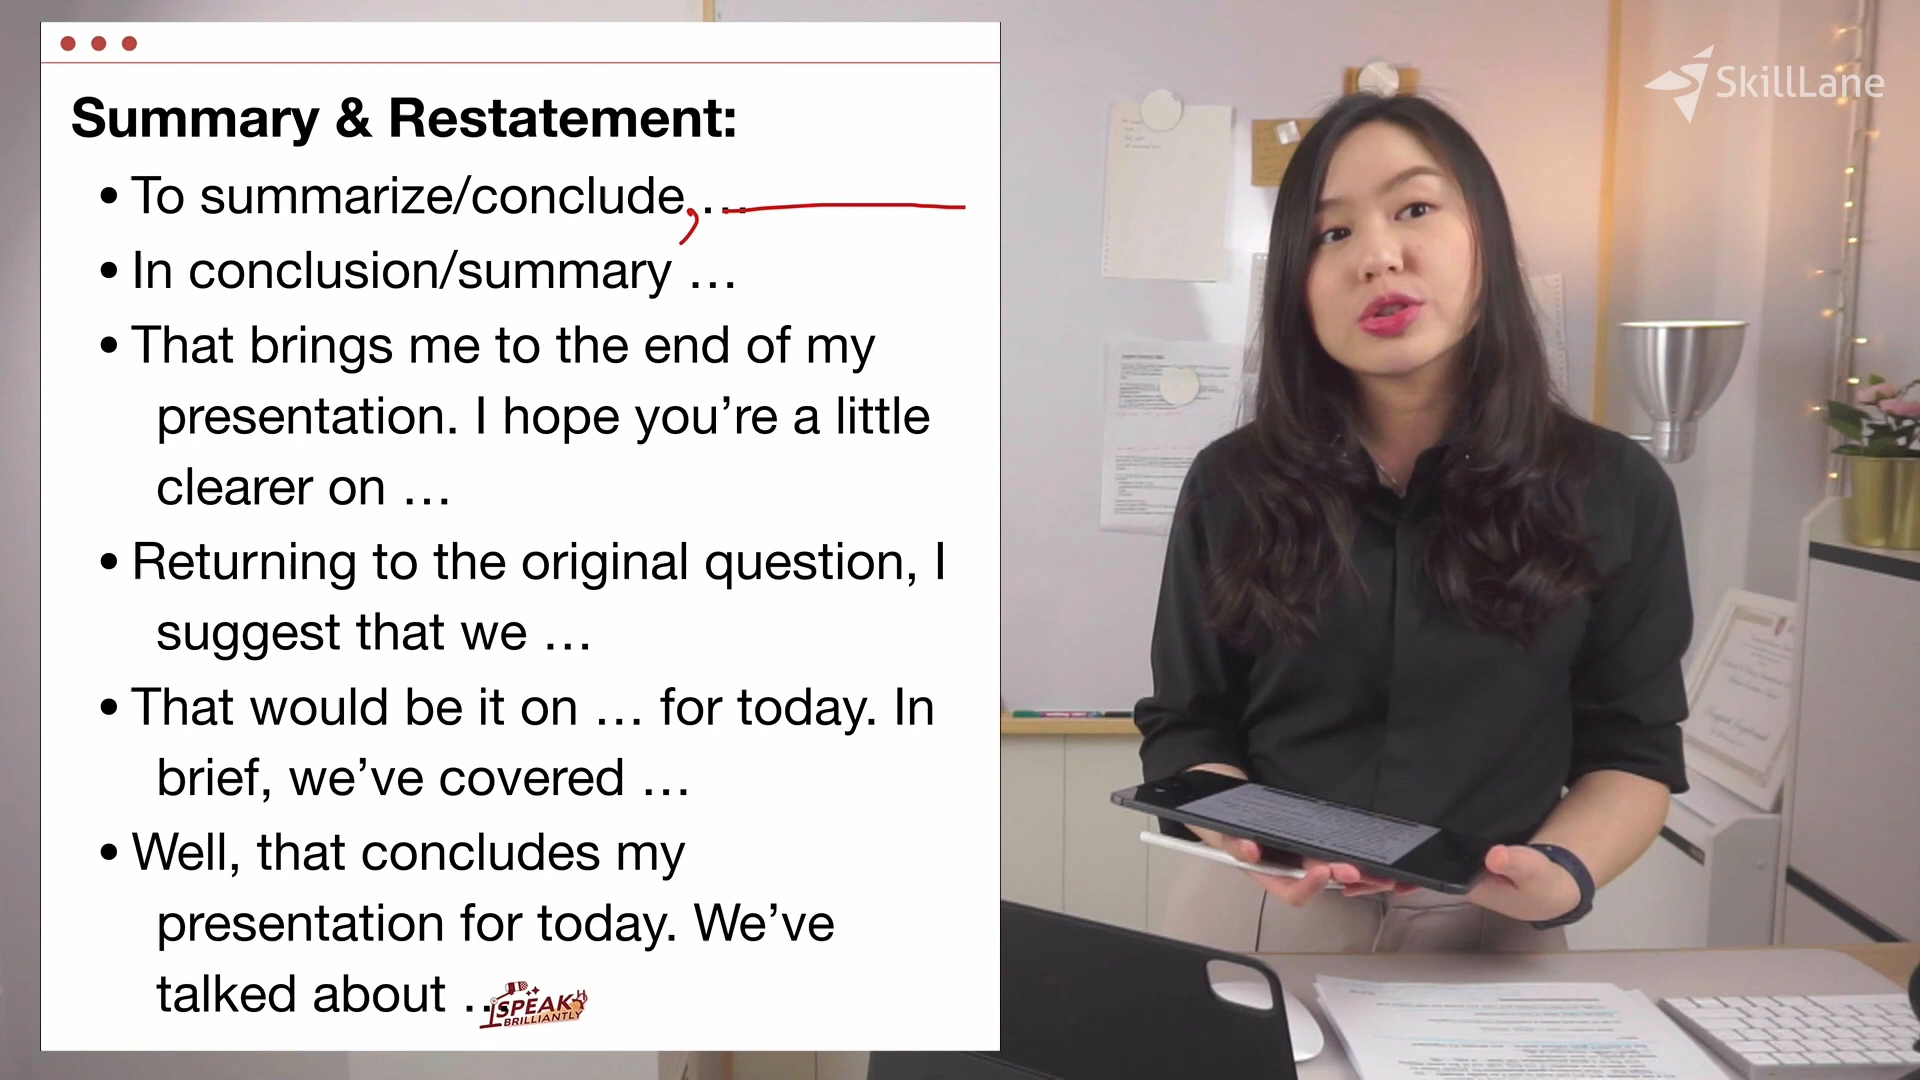 SkillLane
Summary & Restatement:
• To summarize/conclude, …
• In conclusion/summary …
• That brings me to the end of my
presentation. I hope you’re a little
clearer on …
• Returning to the original question, I
suggest that we …
• That would be it on … for today. In
brief, we’ve covered …
• Well, that concludes my
presentation for today. We’ve
talked about …
SPEAK
BRILLIANTLY